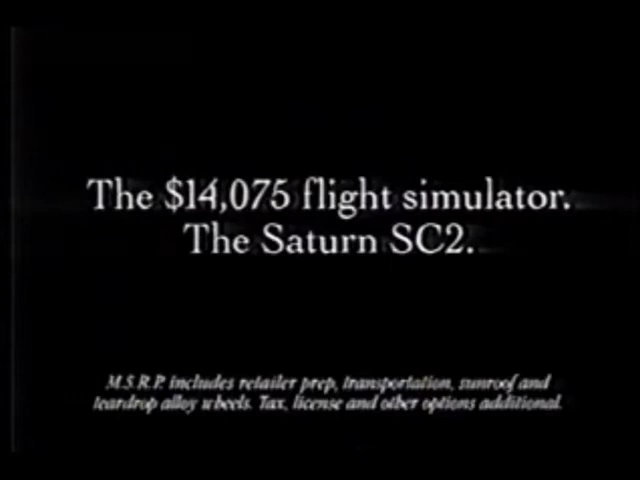 The $14,075 flight simulator.
The Saturn SC2.
M.S.R.P. includes retailer prep, transportation, sunroof and
teardrop alloy wheels. Tax, license and other options additional.